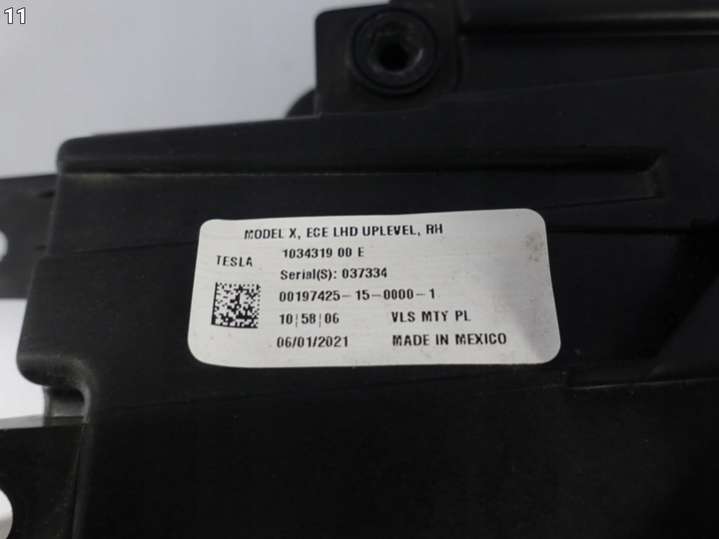 11
MODEL X, ECE LHD UPLEVEL, RH
TESLA 1034319 00 E
Serial(S): 037334
00197425-15-0000-1
10|58|06 VLS MTY PL
06/01/2021 MADE IN MEXICO